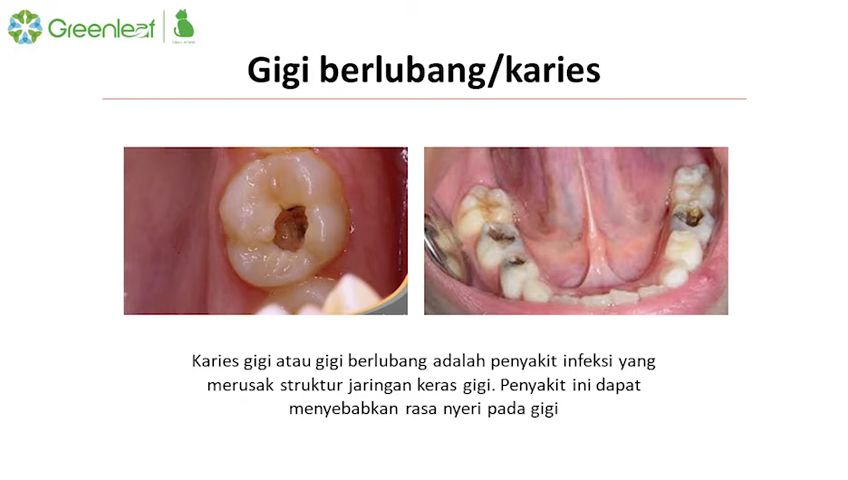 Greenleaf
Gigi berlubang/karies
Karies gigi atau gigi berlubang adalah penyakit infeksi yang
merusak struktur jaringan keras gigi. Penyakit ini dapat
menyebabkan rasa nyeri pada gigi